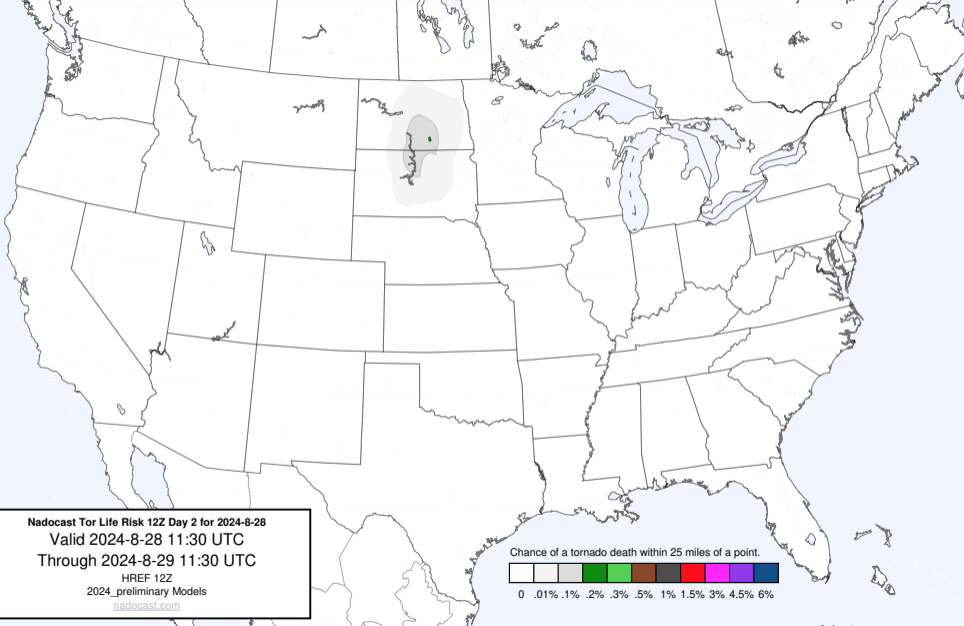 Nadocast Tor Life Risk 12Z Day 2 for 2024-8-28
Valid 2024-8-28 11:30 UTC
Through 2024-8-29 11:30 UTC
HREF 12Z
2024_preliminary Models
nadocast.com
Chance of a tornado death within 25 miles of a point.
0 .01% .1% .2% .3% .5% 1% 1.5% 3% 4.5% 6%